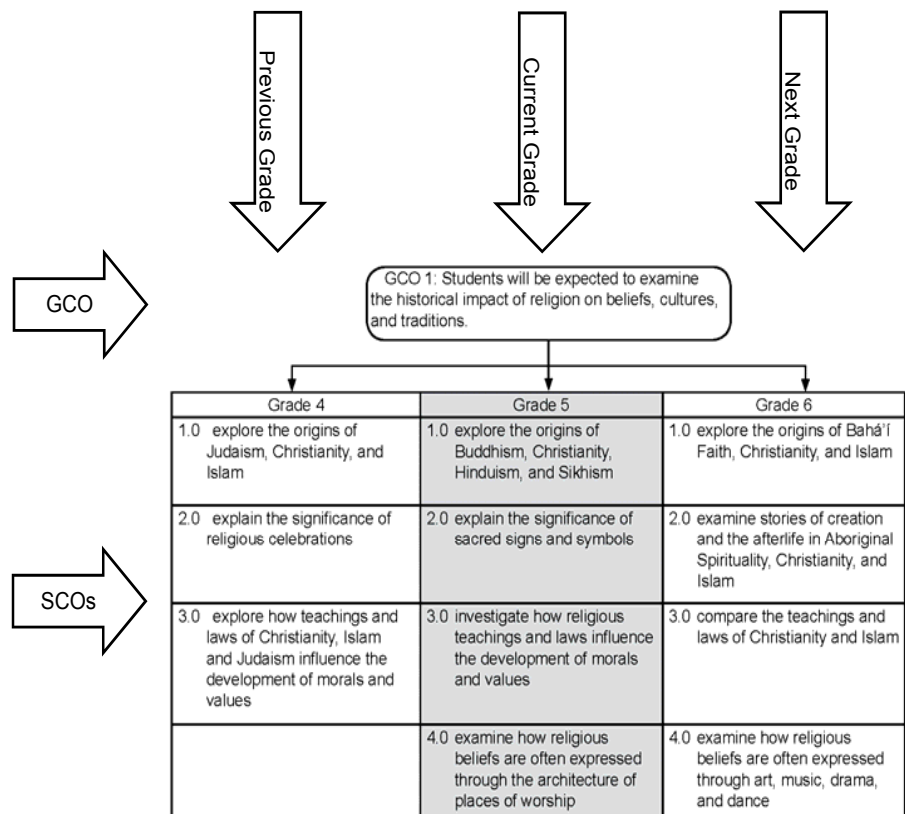 Previous Grade
Current Grade
Next Grade
GCO
GCO 1: Students will be expected to examine
the historical impact of religion on beliefs, cultures,
and traditions.
Grade 4
Grade 5
Grade 6
1.0 explore the origins of
Judaism, Christianity, and
Islam
1.0 explore the origins of
Buddhism, Christianity,
Hinduism, and Sikhism
1.0 explore the origins of Bahá'í
Faith, Christianity, and Islam
2.0 explain the significance of
religious celebrations
2.0 explain the significance of
sacred signs and symbols
2.0 examine stories of creation
and the afterlife in Aboriginal
Spirituality, Christianity, and
Islam
SCOs
3.0 explore how teachings and
laws of Christianity, Islam
and Judaism influence the
development of morals and
values
3.0 investigate how religious
teachings and laws influence
the development of morals
and values
3.0 compare the teachings and
laws of Christianity and Islam
4.0 examine how religious
beliefs are often expressed
through the architecture of
places of worship
4.0 examine how religious
beliefs are often expressed
through art, music, drama,
and dance